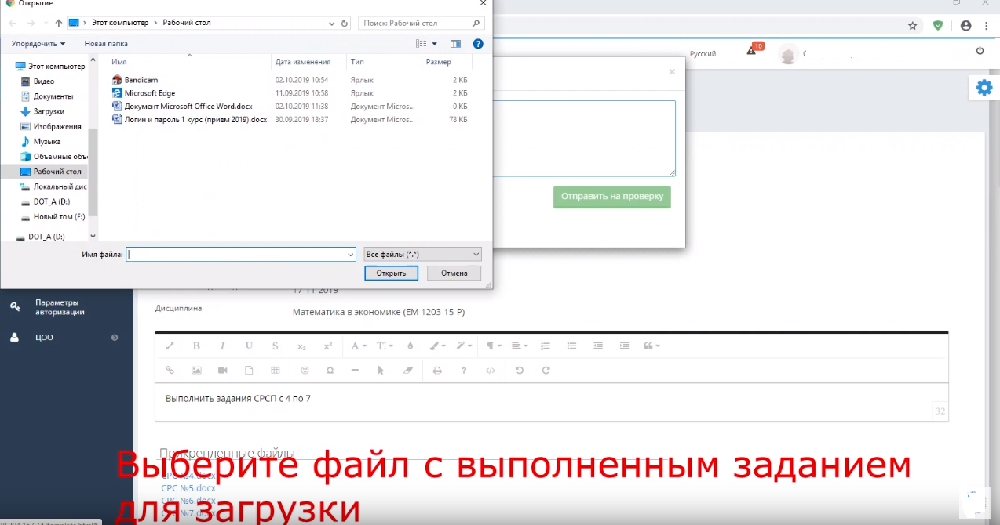 Открытие
Этот компьютер › Рабочий стол
Поиск: Рабочий стол
Упорядочить
Новая папка
Имя
Дата изменения
Тип
Размер
Этот компьютер
Видео
Документы
Загрузки
Изображения
Музыка
Объемные объ
Рабочий стол
Локальный дис
DOT_A (D:)
Новый том (E:)
DOT_A (D:)
Bandicam 02.10.2019 10:54 Ярлык 2 КБ
Microsoft Edge 11.09.2019 10:58 Ярлык 2 КБ
Документ Microsoft Office Word.docx 02.10.2019 11:38 Документ Micros... 0 КБ
Логин и пароль 1 курс (прием 2019).docx 30.09.2019 18:37 Документ Micros... 78 КБ
Имя файла:
Все файлы (*.*)
Открыть
Отмена
Русский
10
Отправить на проверку
Параметры
авторизации
ЦОО
17-11-2019
Дисциплина
Математика в экономике (EM 1203-15-P)
Выполнить задания СРСП с 4 по 7
32
Прикрепленные файлы
СРС №4.docx
СРС №5.docx
СРС №6.docx
СРС №7.docx
Выберите файл с выполненным заданием
для загрузки